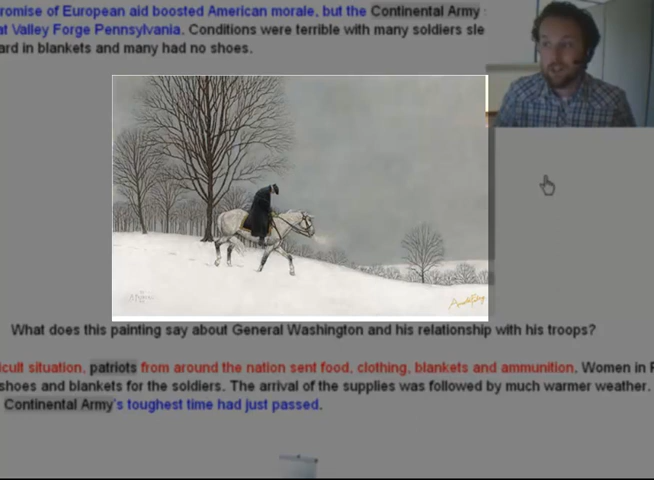 romise of European aid boosted American morale, but the Continental Army
at Valley Forge Pennsylvania. Conditions were terrible with many soldiers sle
ard in blankets and many had no shoes.
What does this painting say about General Washington and his relationship with his troops?
icult situation, patriots from around the nation sent food, clothing, blankets and ammunition. Women in P
shoes and blankets for the soldiers. The arrival of the supplies was followed by much warmer weather.
Continental Army's toughest time had just passed.